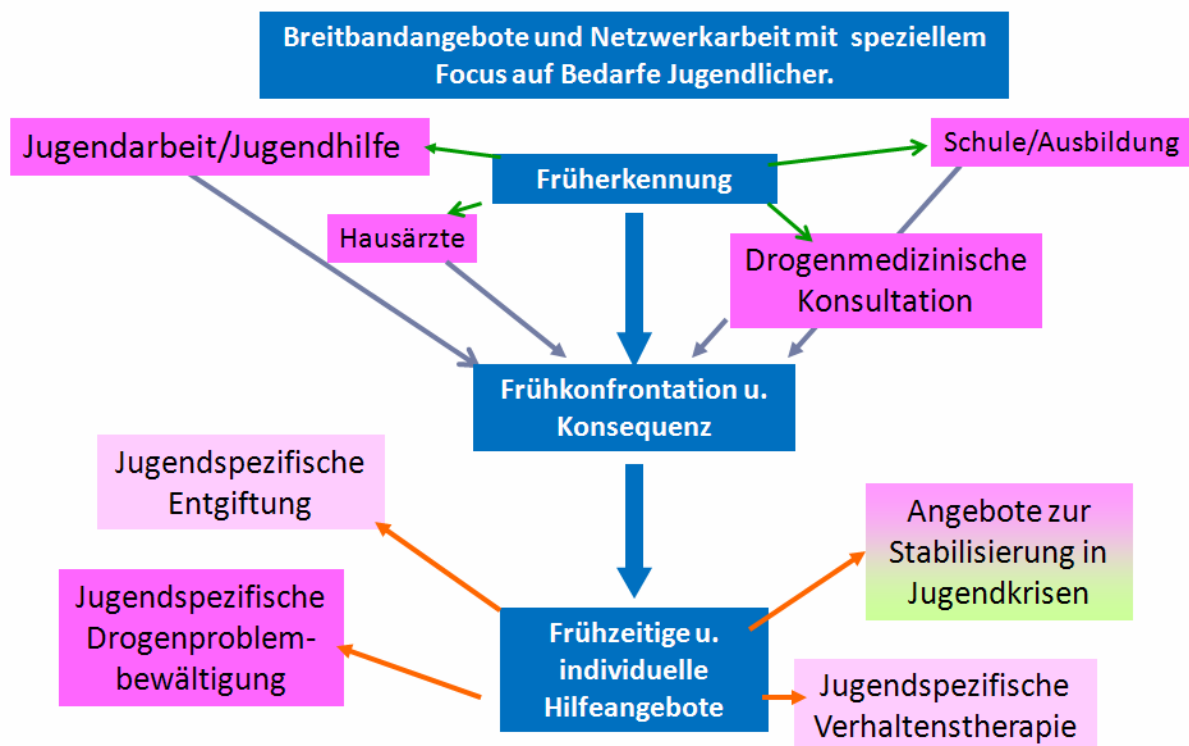 Breitbandangebote und Netzwerkarbeit mit speziellem
Focus auf Bedarfe Jugendlicher.
Jugendarbeit/Jugendhilfe
Schule/Ausbildung
Früherkennung
Hausärzte
Drogenmedizinische
Konsultation
Frühkonfrontation u.
Konsequenz
Jugendspezifische
Entgiftung
Angebote zur
Stabilisierung in
Jugendkrisen
Jugendspezifische
Drogenproblem-
bewältigung
Frühzeitige u.
individuelle
Hilfeangebote
Jugendspezifische
Verhaltenstherapie